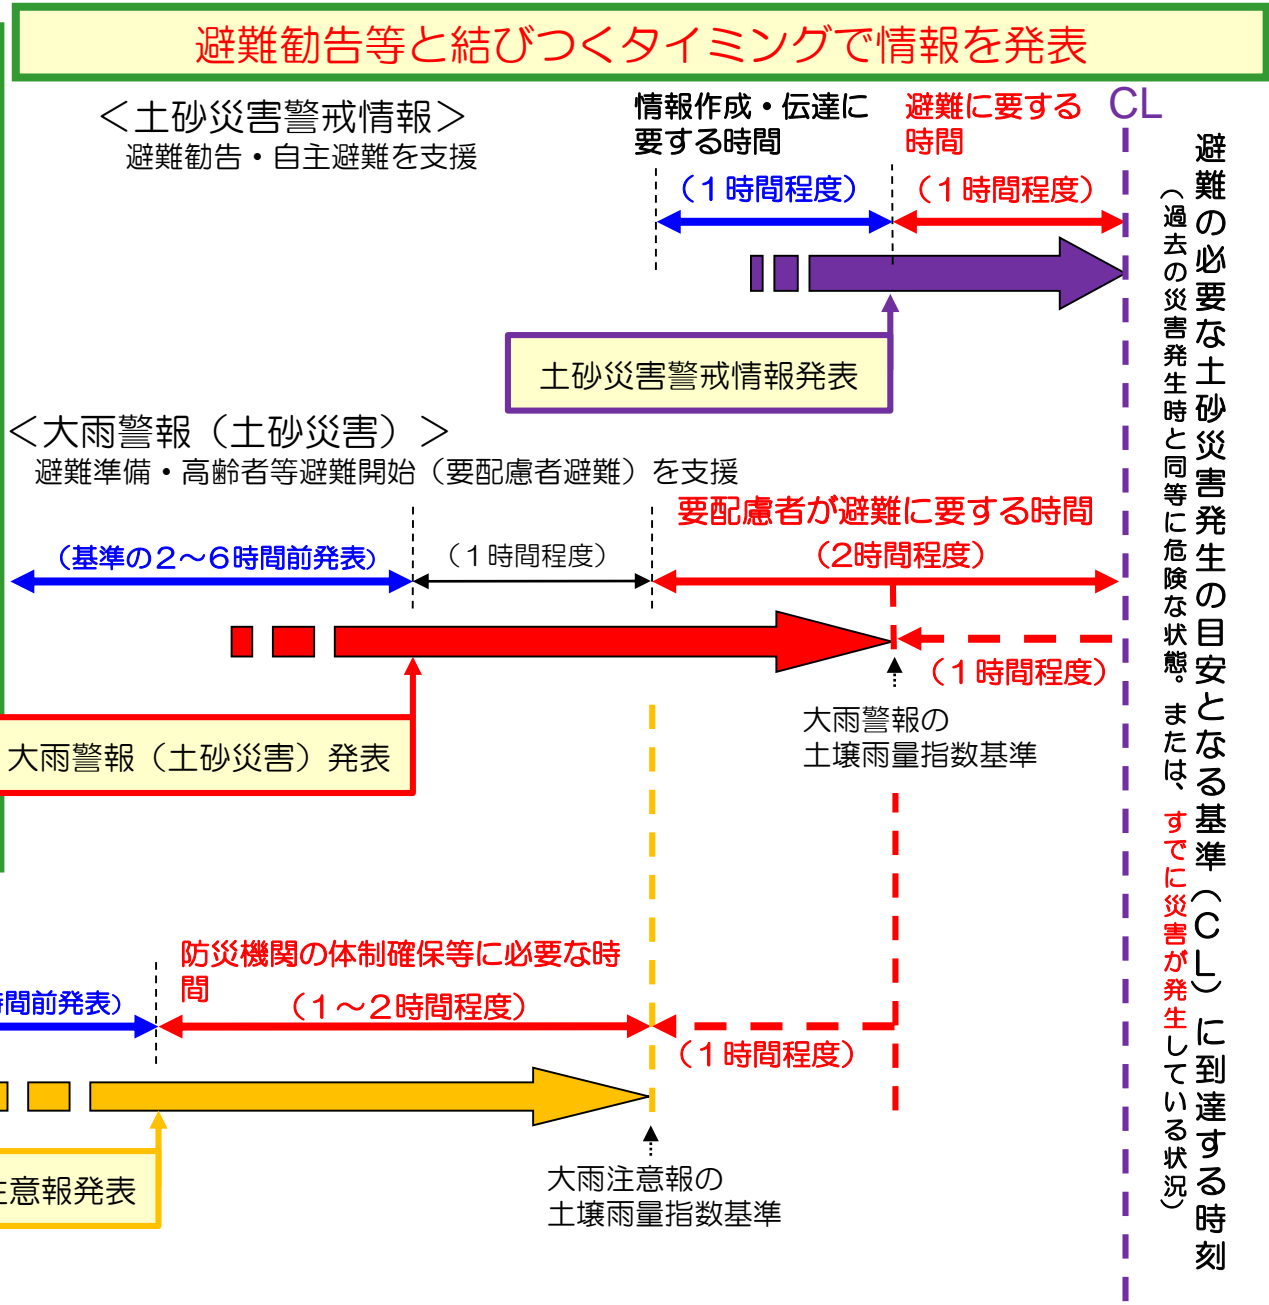 避難勧告等と結びつくタイミングで情報を発表
＜土砂災害警戒情報＞
避難勧告・自主避難を支援
情報作成・伝達に
要する時間
（１時間程度）
避難に要する
時間
（１時間程度）
CL
土砂災害警戒情報発表
＜大雨警報（土砂災害）＞
避難準備・高齢者等避難開始（要配慮者避難）を支援
（基準の２～６時間前発表）
（１時間程度）
要配慮者が避難に要する時間
（2時間程度）
（１時間程度）
大雨警報の
土壌雨量指数基準
大雨警報（土砂災害）発表
時間前発表）
防災機関の体制確保等に必要な時
間
（１～２時間程度）
（１時間程度）
注意報発表
大雨注意報の
土壌雨量指数基準
避難の必要な土砂災害発生の目安となる基準（ＣＬ）に到達する時刻
（過去の災害発生時と同等に危険な状態。または、すでに災害が発生している状況）